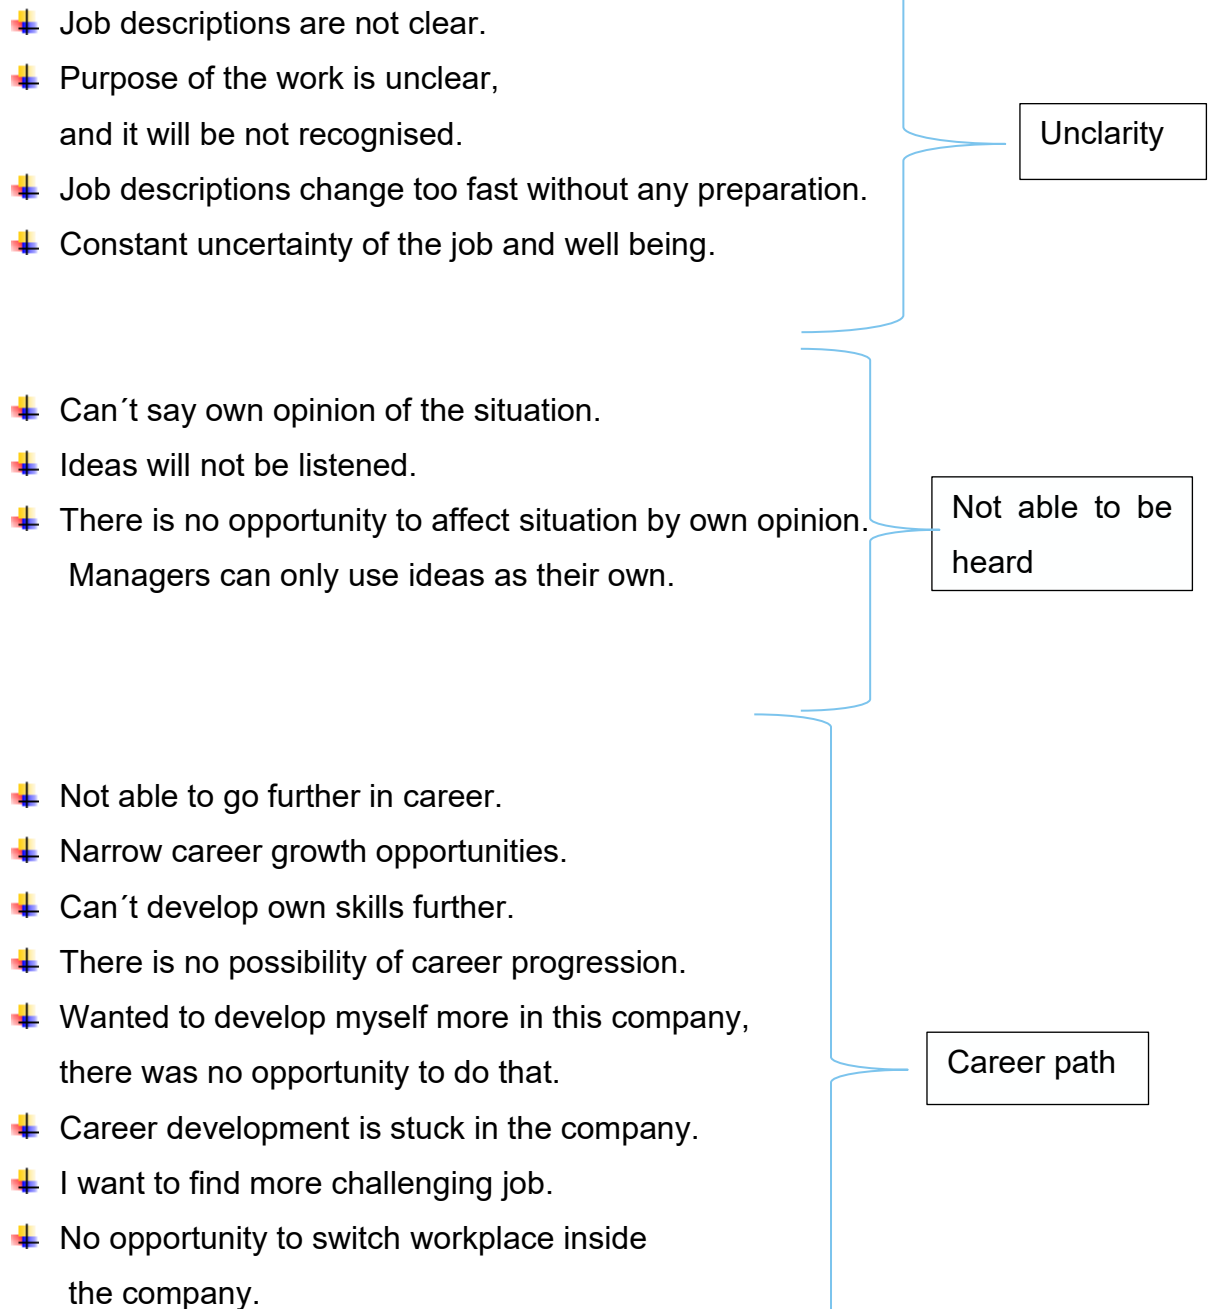 Job descriptions are not clear.
Purpose of the work is unclear,
and it will be not recognised.
Unclarity
Job descriptions change too fast without any preparation.
Constant uncertainty of the job and well being.
Can´t say own opinion of the situation.
Ideas will not be listened.
There is no opportunity to affect situation by own opinion.
Managers can only use ideas as their own.
Not able to be
heard
Not able to go further in career.
Narrow career growth opportunities.
Can´t develop own skills further.
There is no possibility of career progression.
Wanted to develop myself more in this company,
there was no opportunity to do that.
Career path
Career development is stuck in the company.
I want to find more challenging job.
No opportunity to switch workplace inside
the company.